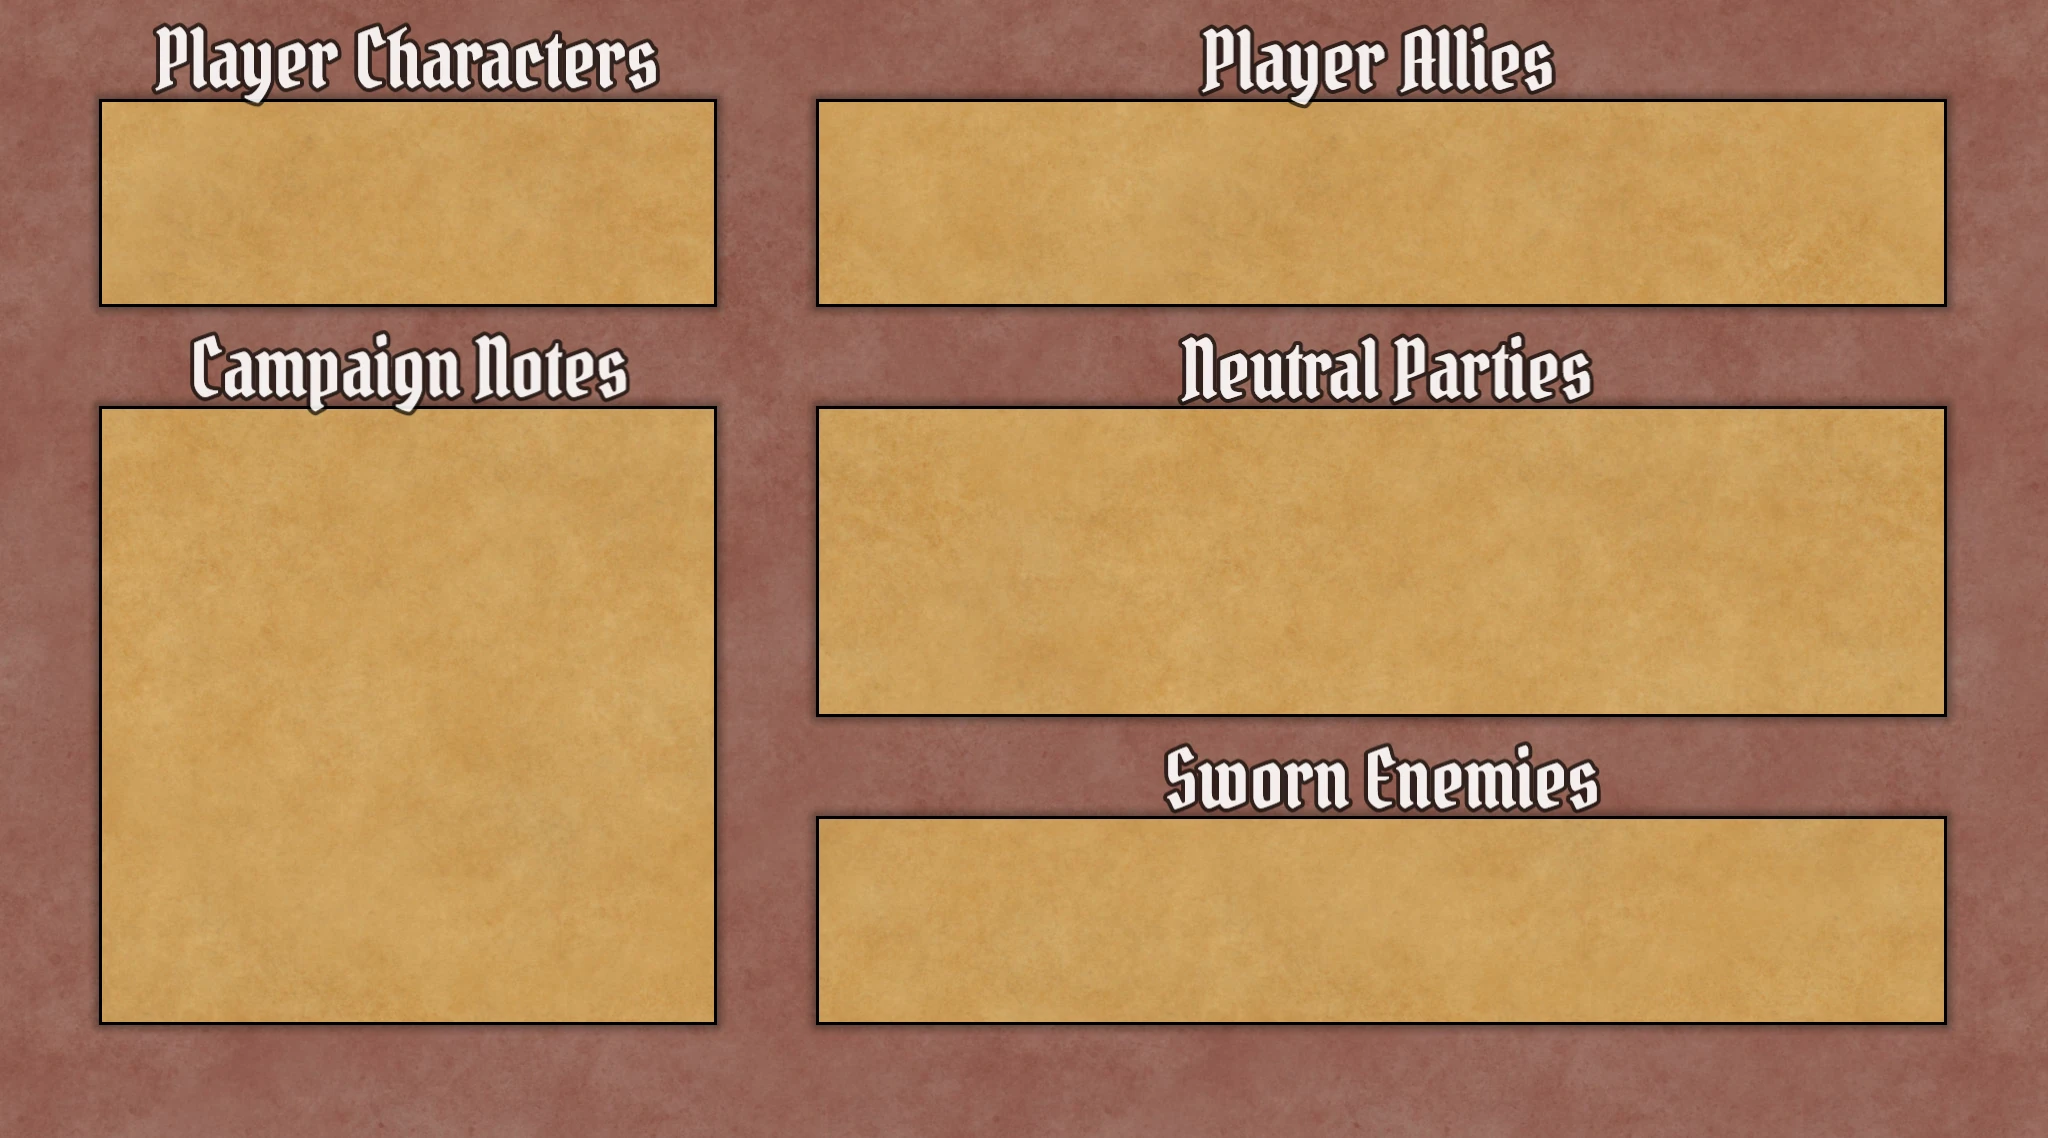 Player Characters
Player Allies
Campaign Notes
Neutral Parties
Sworn Enemies